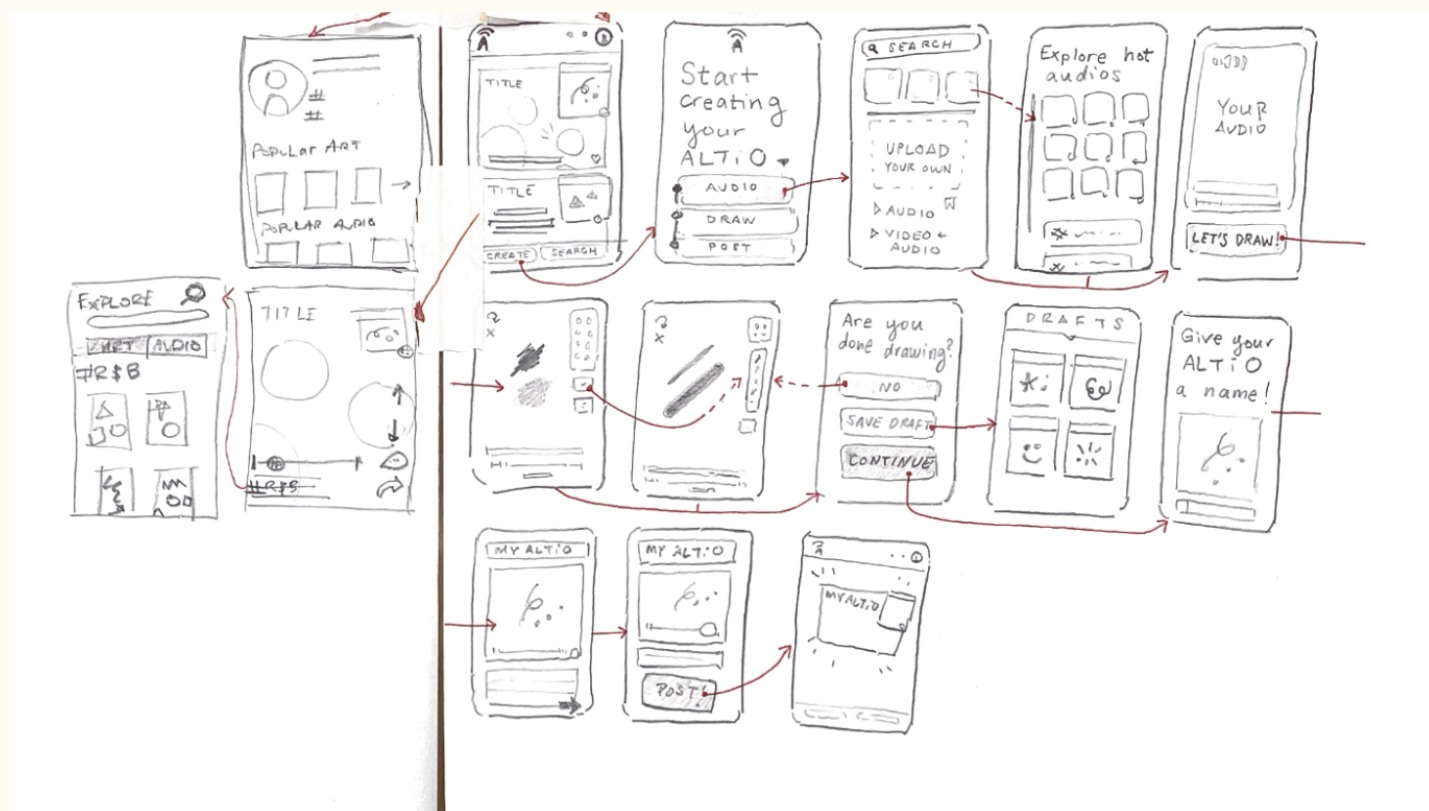 POPULAR ART
POPULAR AUDIO
A
TITLE
TITLE
CREATE
SEARCH
A
Start
creating
your
ALTiO
AUDIO
DRAW
POST
SEARCH
UPLOAD
YOUR OWN
AUDIO
VIDEO +
AUDIO
Explore hot
audios
YOUR
AUDIO
LET'S DRAW!
EXPLORE
ART
AUDIO
#R$B
TITLE
#R$B
Are you
done drawing?
NO
SAVE DRAFT
CONTINUE
DRAFTS
Give your
ALTiO
a name!
MY ALTiO
MY ALTiO
POST!
MY ALTiO